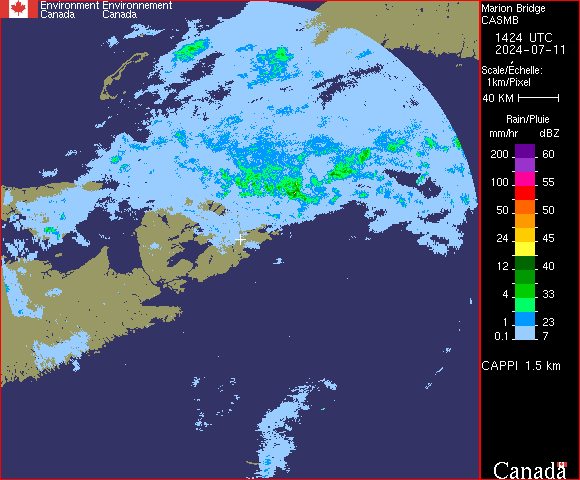 Environment Environnement
Canada Canada
Marion Bridge
CASMB
1424 UTC
2024-07-11
Scale/Échelle:
1km/Pixel
40 KM
Rain/Pluie
mm/hr dBZ
200 60
100 55
50 50
24 45
12 40
4 33
1 23
0.1 7
CAPPI 1.5 km
Canada